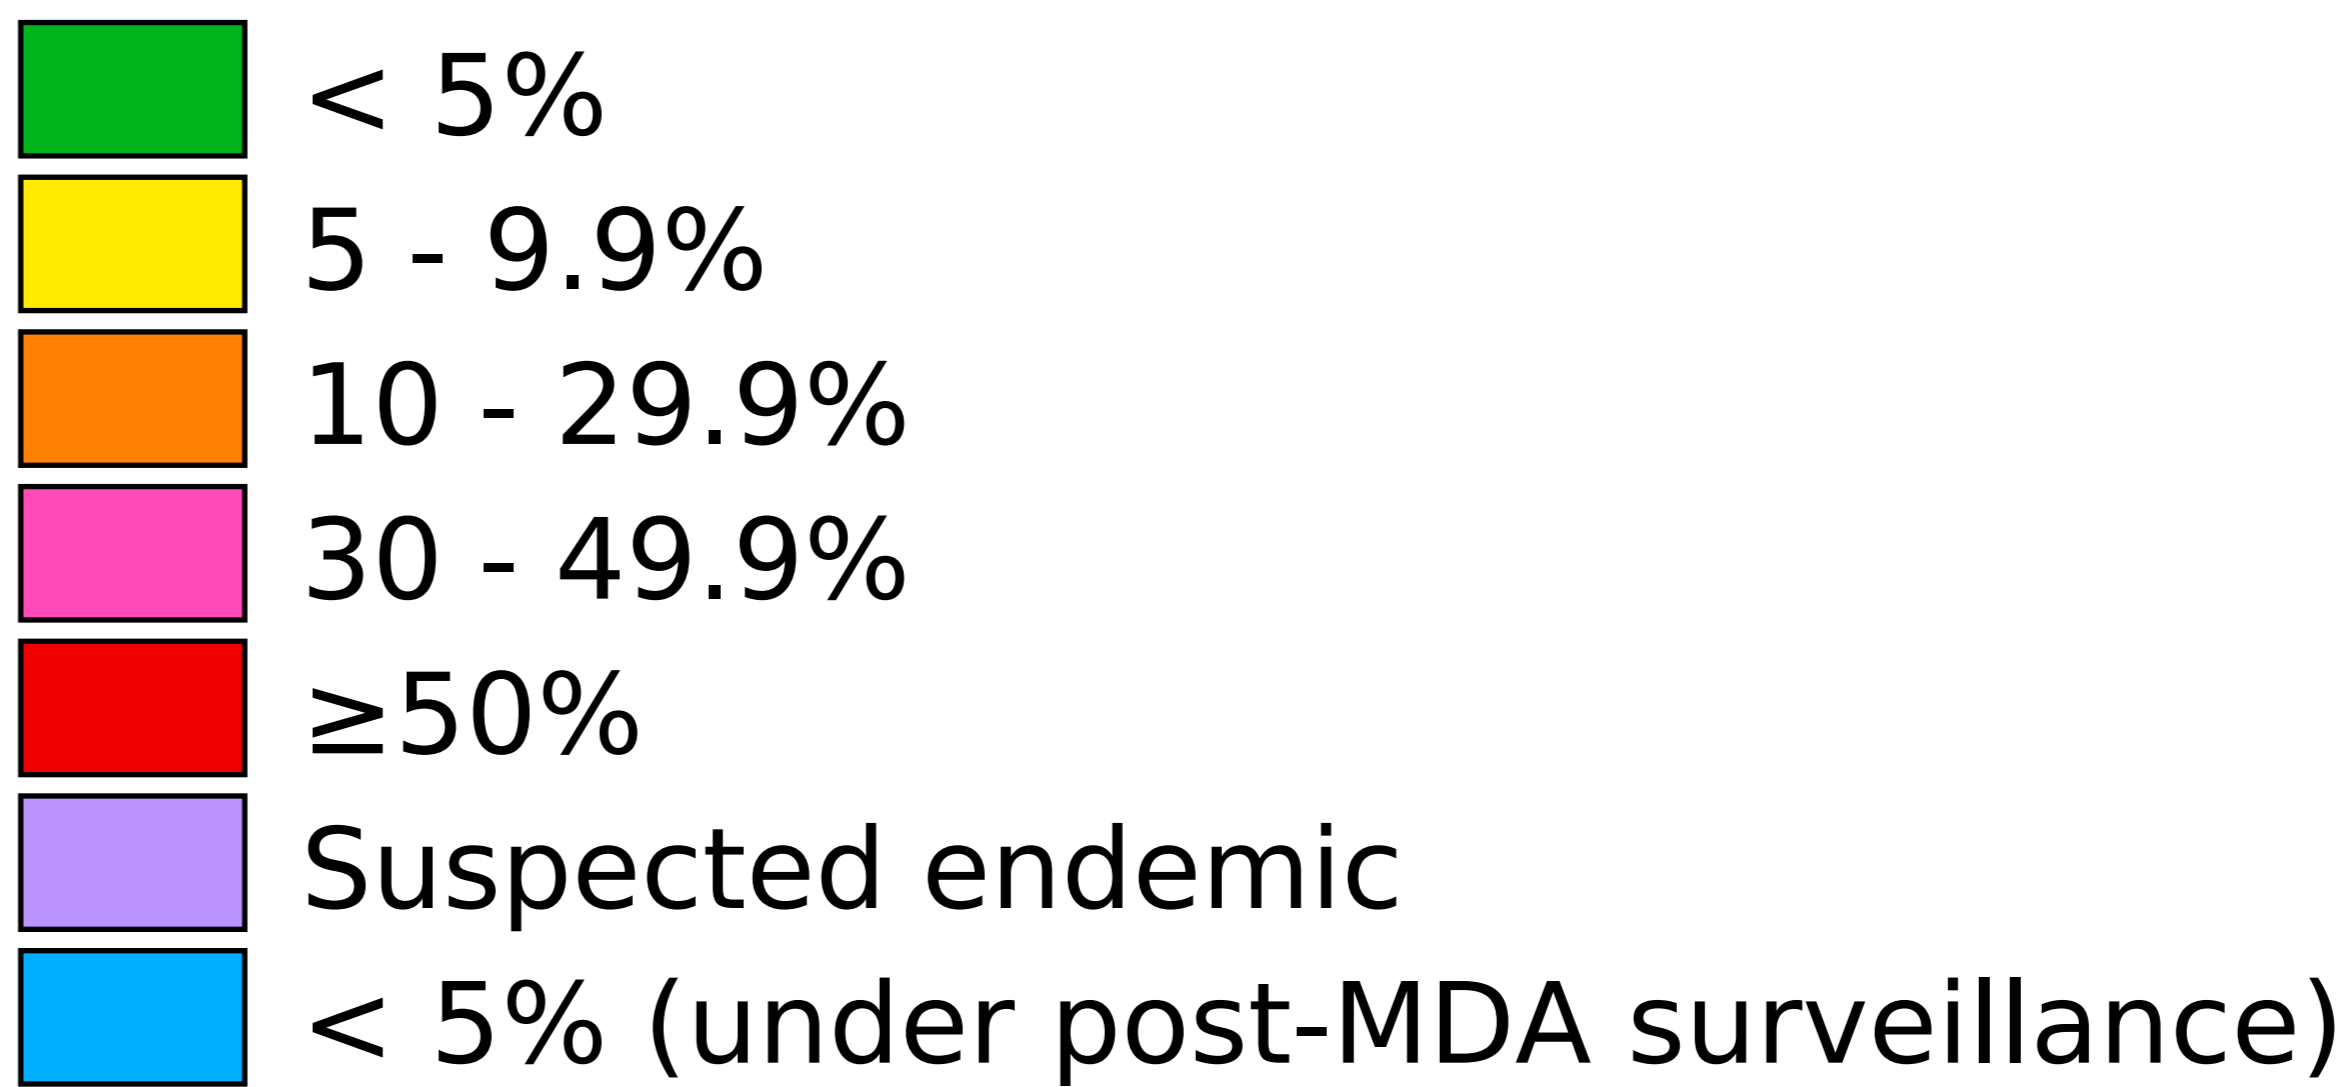 < 5%
5 - 9.9%
10 - 29.9%
30 - 49.9%
≥50%
Suspected endemic
< 5% (under post-MDA surveillance)